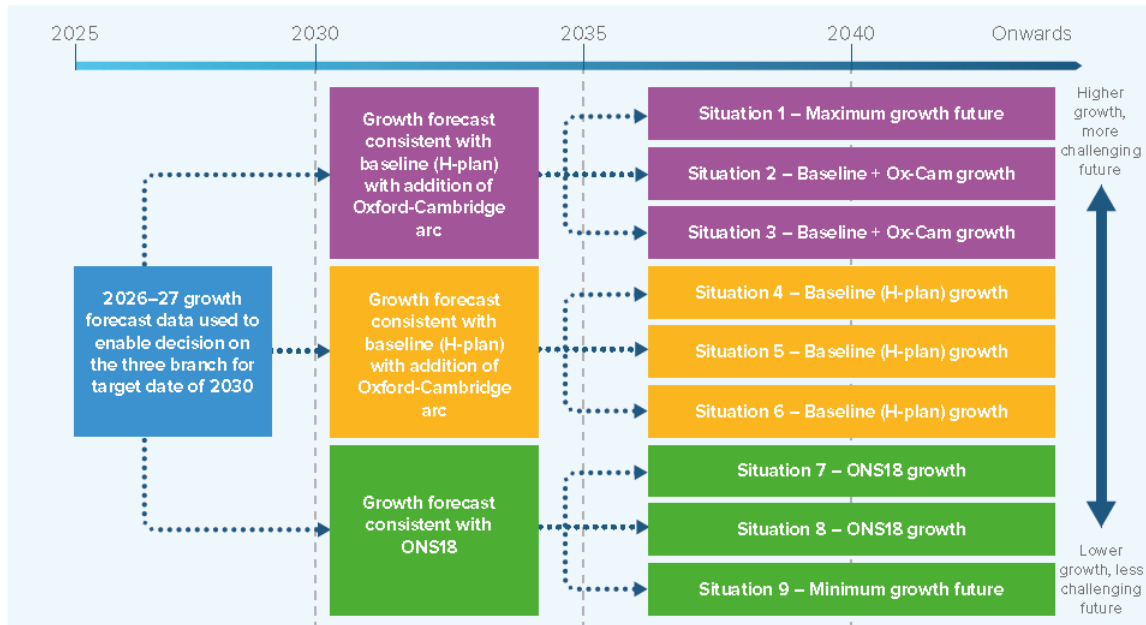 2025
2030
2035
2040
Onwards
Growth forecast
consistent with
baseline (H-plan)
with addition of
Oxford-Cambridge
arc
Situation 1 – Maximum growth future
Situation 2 – Baseline + Ox-Cam growth
Situation 3 – Baseline + Ox-Cam growth
Higher
growth,
more
challenging
future
2026–27 growth
forecast data used to
enable decision on
the three branch for
target date of 2030
Growth forecast
consistent with
baseline (H-plan)
with addition of
Oxford-Cambridge
arc
Situation 4 – Baseline (H-plan) growth
Situation 5 – Baseline (H-plan) growth
Situation 6 – Baseline (H-plan) growth
Growth forecast
consistent with
ONS18
Situation 7 – ONS18 growth
Situation 8 – ONS18 growth
Situation 9 – Minimum growth future
Lower
growth, less
challenging
future